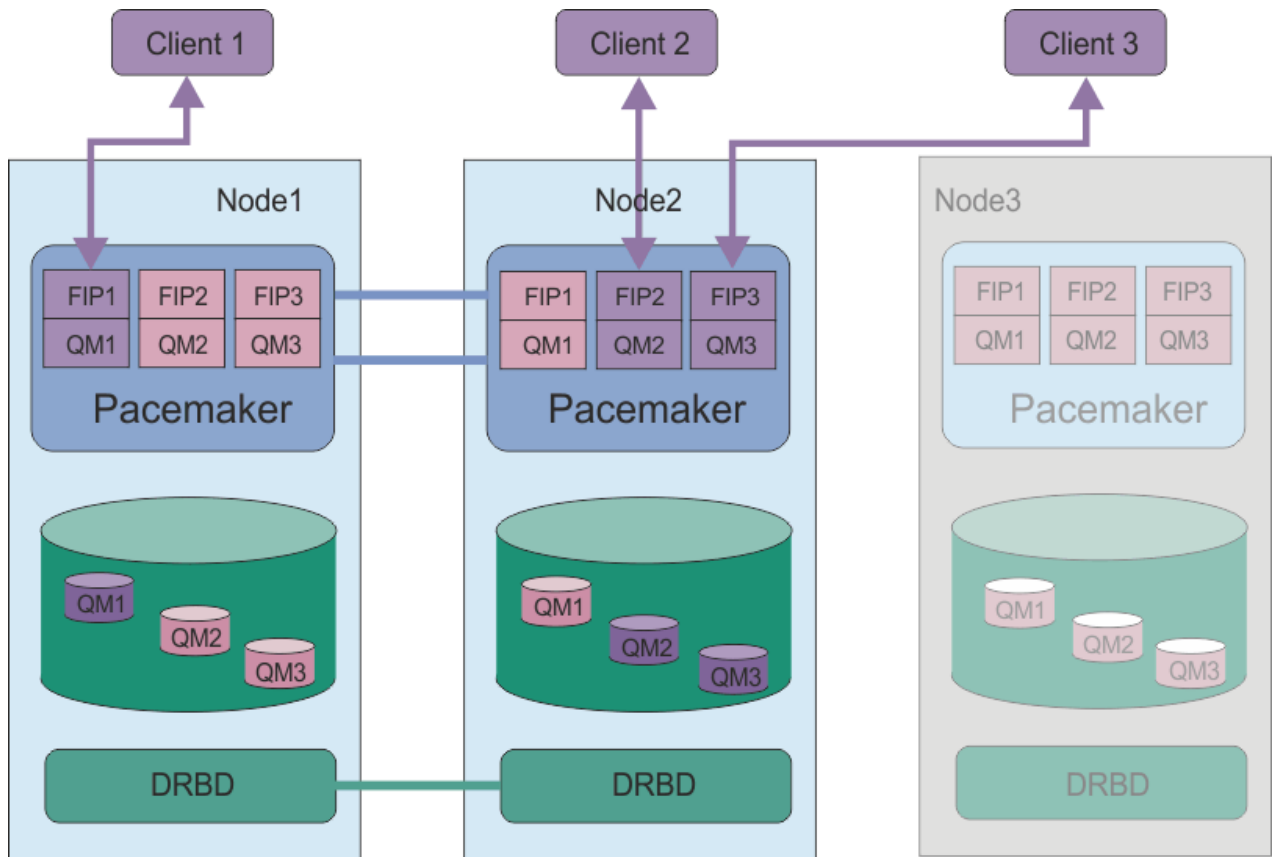 Client 1
Client 2
Client 3
Node1
Node2
Node3
FIP1 FIP2 FIP3
QM1 QM2 QM3
Pacemaker
FIP1 FIP2 FIP3
QM1 QM2 QM3
Pacemaker
FIP1 FIP2 FIP3
QM1 QM2 QM3
Pacemaker
QM1
QM2
QM3
QM1
QM2
QM3
QM1
QM2
QM3
DRBD
DRBD
DRBD